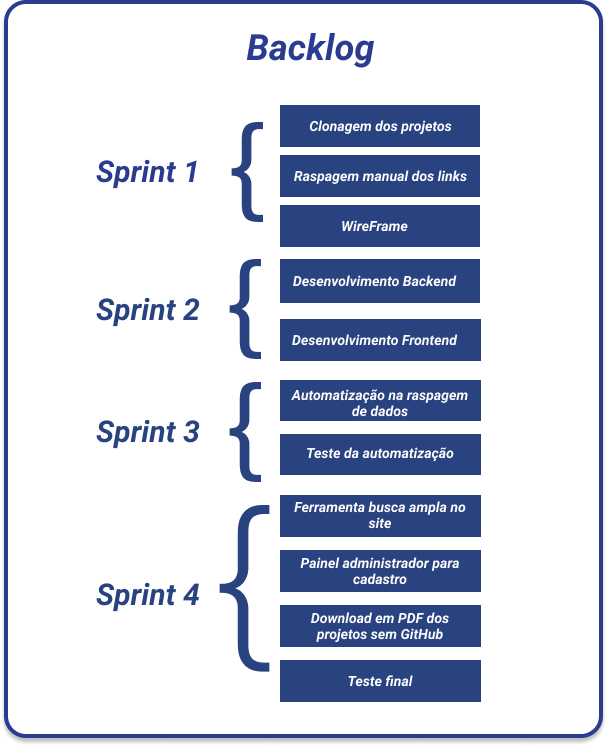 Backlog
Sprint 1
Clonagem dos projetos
Raspagem manual dos links
WireFrame
Sprint 2
Desenvolvimento Backend
Desenvolvimento Frontend
Sprint 3
Automatização na raspagem
de dados
Teste da automatização
Sprint 4
Ferramenta busca ampla no
site
Painel administrador para
cadastro
Download em PDF dos
projetos sem GitHub
Teste final